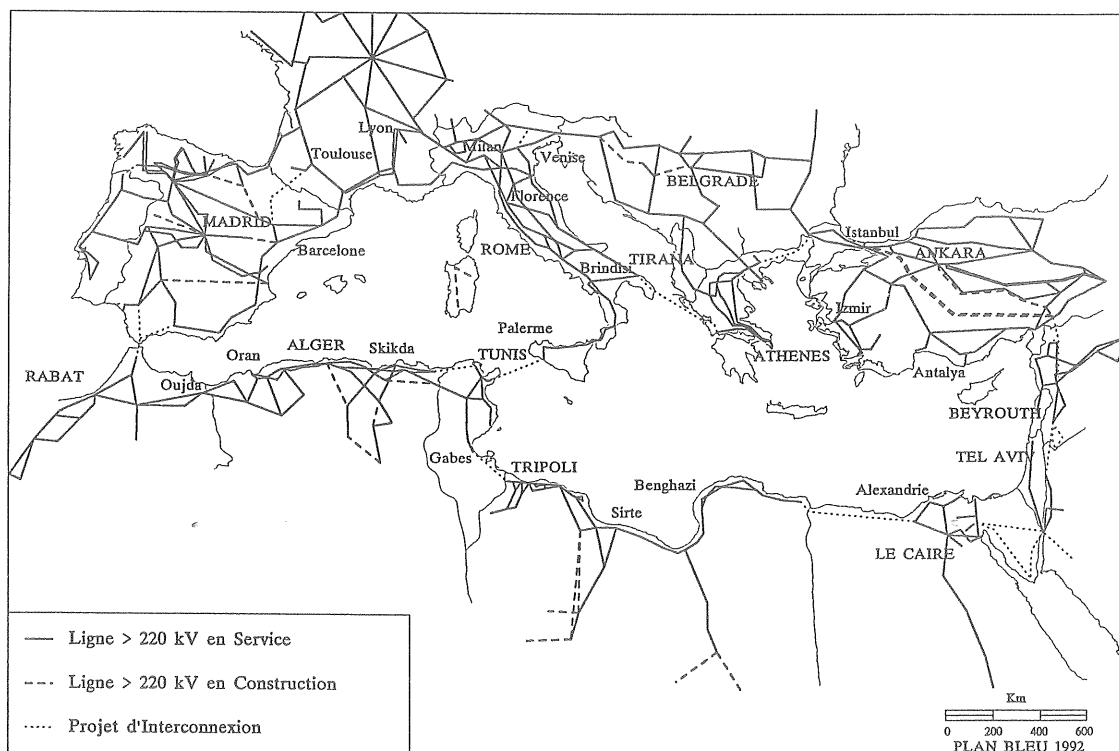 Lyon
Milan
Toulouse
Venise
BELGRADE
Florence
MADRID
Istanbul
Barcelone
ROME
TIRANA
ANKARA
Brindisi
Izmir
Palerme
ALGER
Skikda
TUNIS
ATHENES
Oran
Antalya
RABAT
Oujda
BEYROUTH
Gabes
TRIPOLI
TEL AVIV
Benghazi
Alexandrie
Sirte
LE CAIRE
Ligne > 220 kV en Service
Ligne > 220 kV en Construction
Projet d'Interconnexion
Km
0 200 400 600
PLAN BLEU 1992